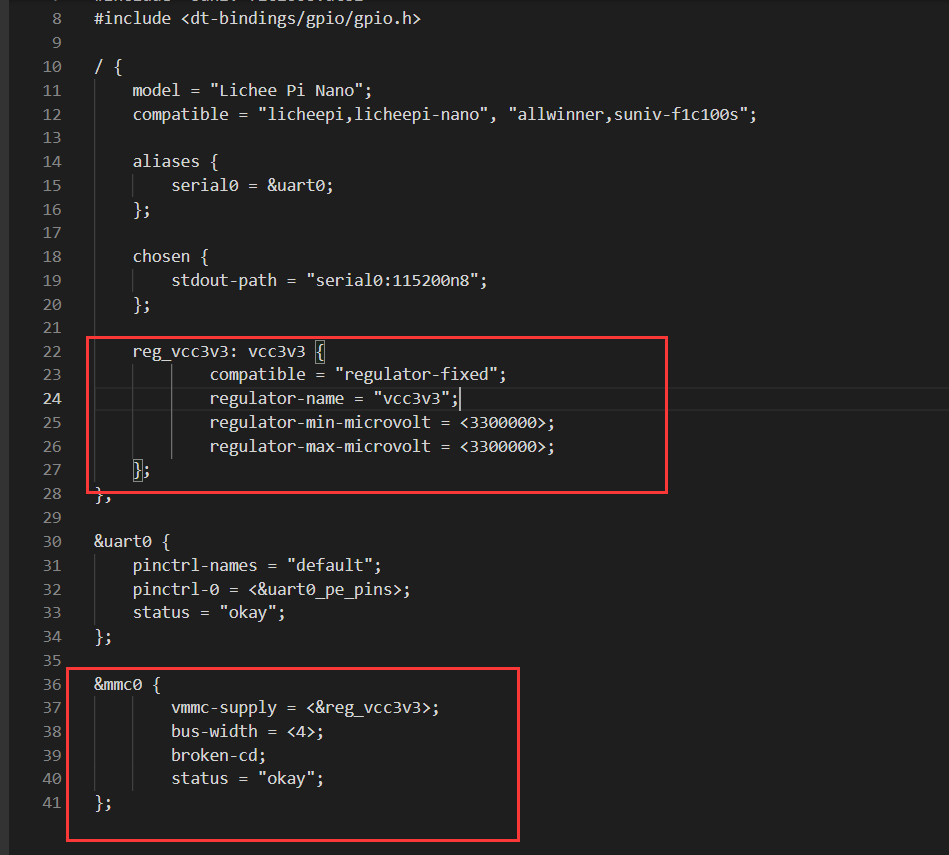 8 #include <dt-bindings/gpio/gpio.h>
9
10 / {
11 model = "Lichee Pi Nano";
12 compatible = "licheepi,licheepi-nano", "allwinner,suniv-f1c100s";
13
14 aliases {
15 serial0 = &uart0;
16 };
17
18 chosen {
19 stdout-path = "serial0:115200n8";
20 };
21
22 reg_vcc3v3: vcc3v3 {
23 compatible = "regulator-fixed";
24 regulator-name = "vcc3v3";
25 regulator-min-microvolt = <3300000>;
26 regulator-max-microvolt = <3300000>;
27 };
28 };
29
30 &uart0 {
31 pinctrl-names = "default";
32 pinctrl-0 = <&uart0_pe_pins>;
33 status = "okay";
34 };
35
36 &mmc0 {
37 vmmc-supply = <&reg_vcc3v3>;
38 bus-width = <4>;
39 broken-cd;
40 status = "okay";
41 };